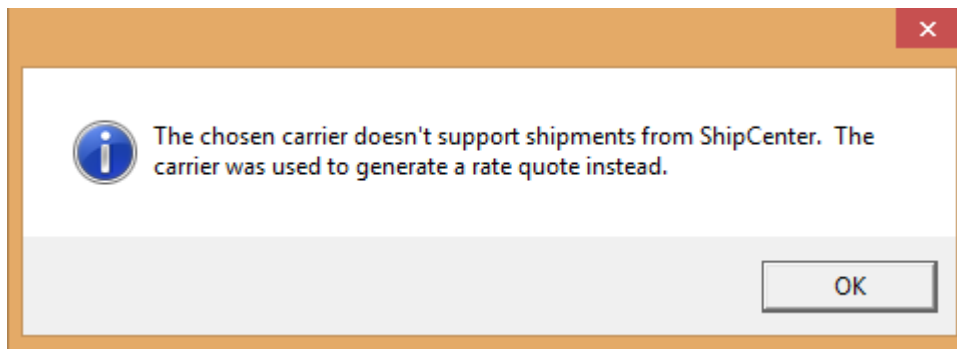 The chosen carrier doesn't support shipments from ShipCenter.  The
carrier was used to generate a rate quote instead.
OK